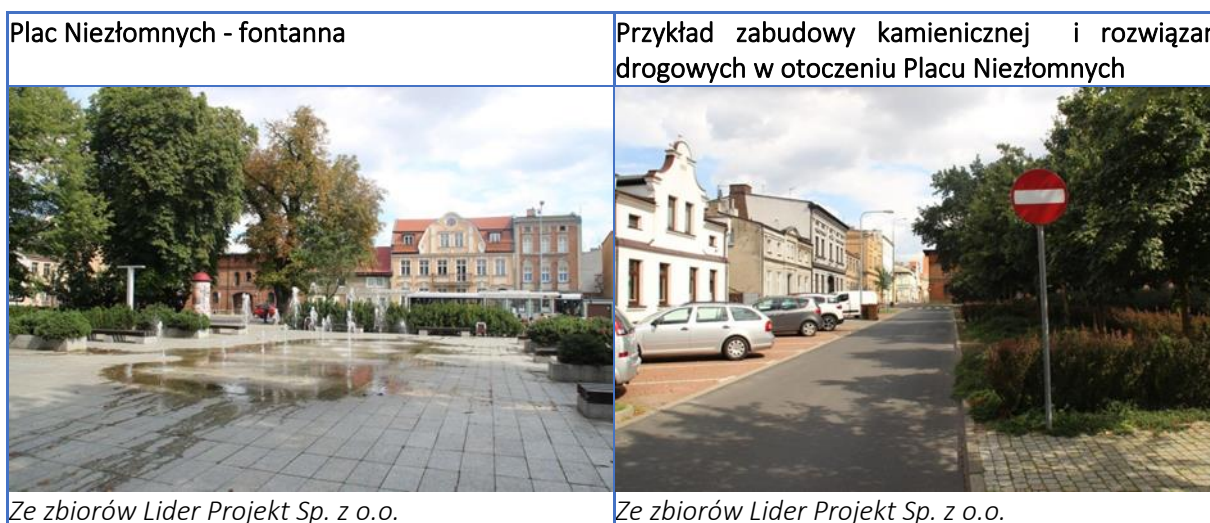 Plac Niezłomnych - fontanna
Przykład zabudowy kamienicznej i rozwiązań
drogowych w otoczeniu Placu Niezłomnych
Ze zbiorów Lider Projekt Sp. z o.o.
Ze zbiorów Lider Projekt Sp. z o.o.